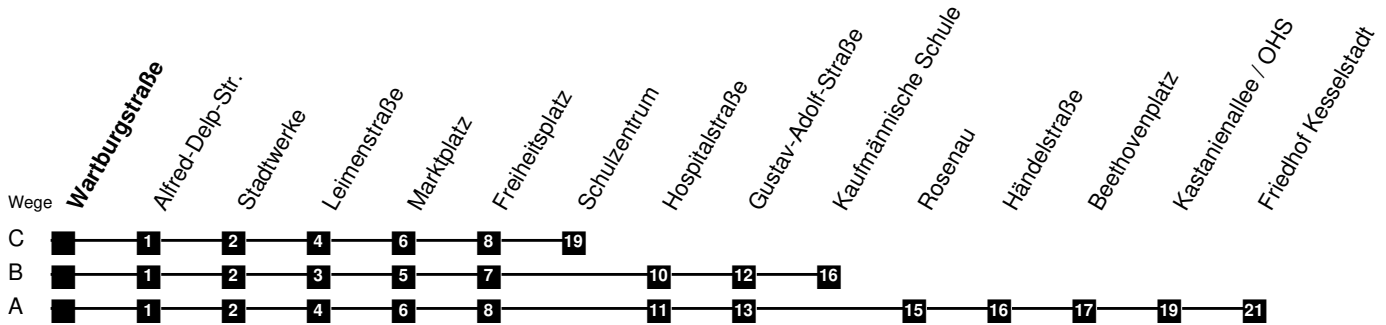 Wartburgstraße
Alfred-Delp-Str.
Stadtwerke
Leimenstraße
Marktplatz
Freiheitsplatz
Schulzentrum
Hospitalstraße
Gustav-Adolf-Straße
Kaufmännische Schule
Rosenau
Händelstraße
Beethovenplatz
Kastanienallee / OHS
Friedhof Kesselstadt
Wege
C 1 2 4 6 8 19
B 1 2 3 5 7 10 12 16
A 1 2 4 6 8 11 13 15 16 17 19 21